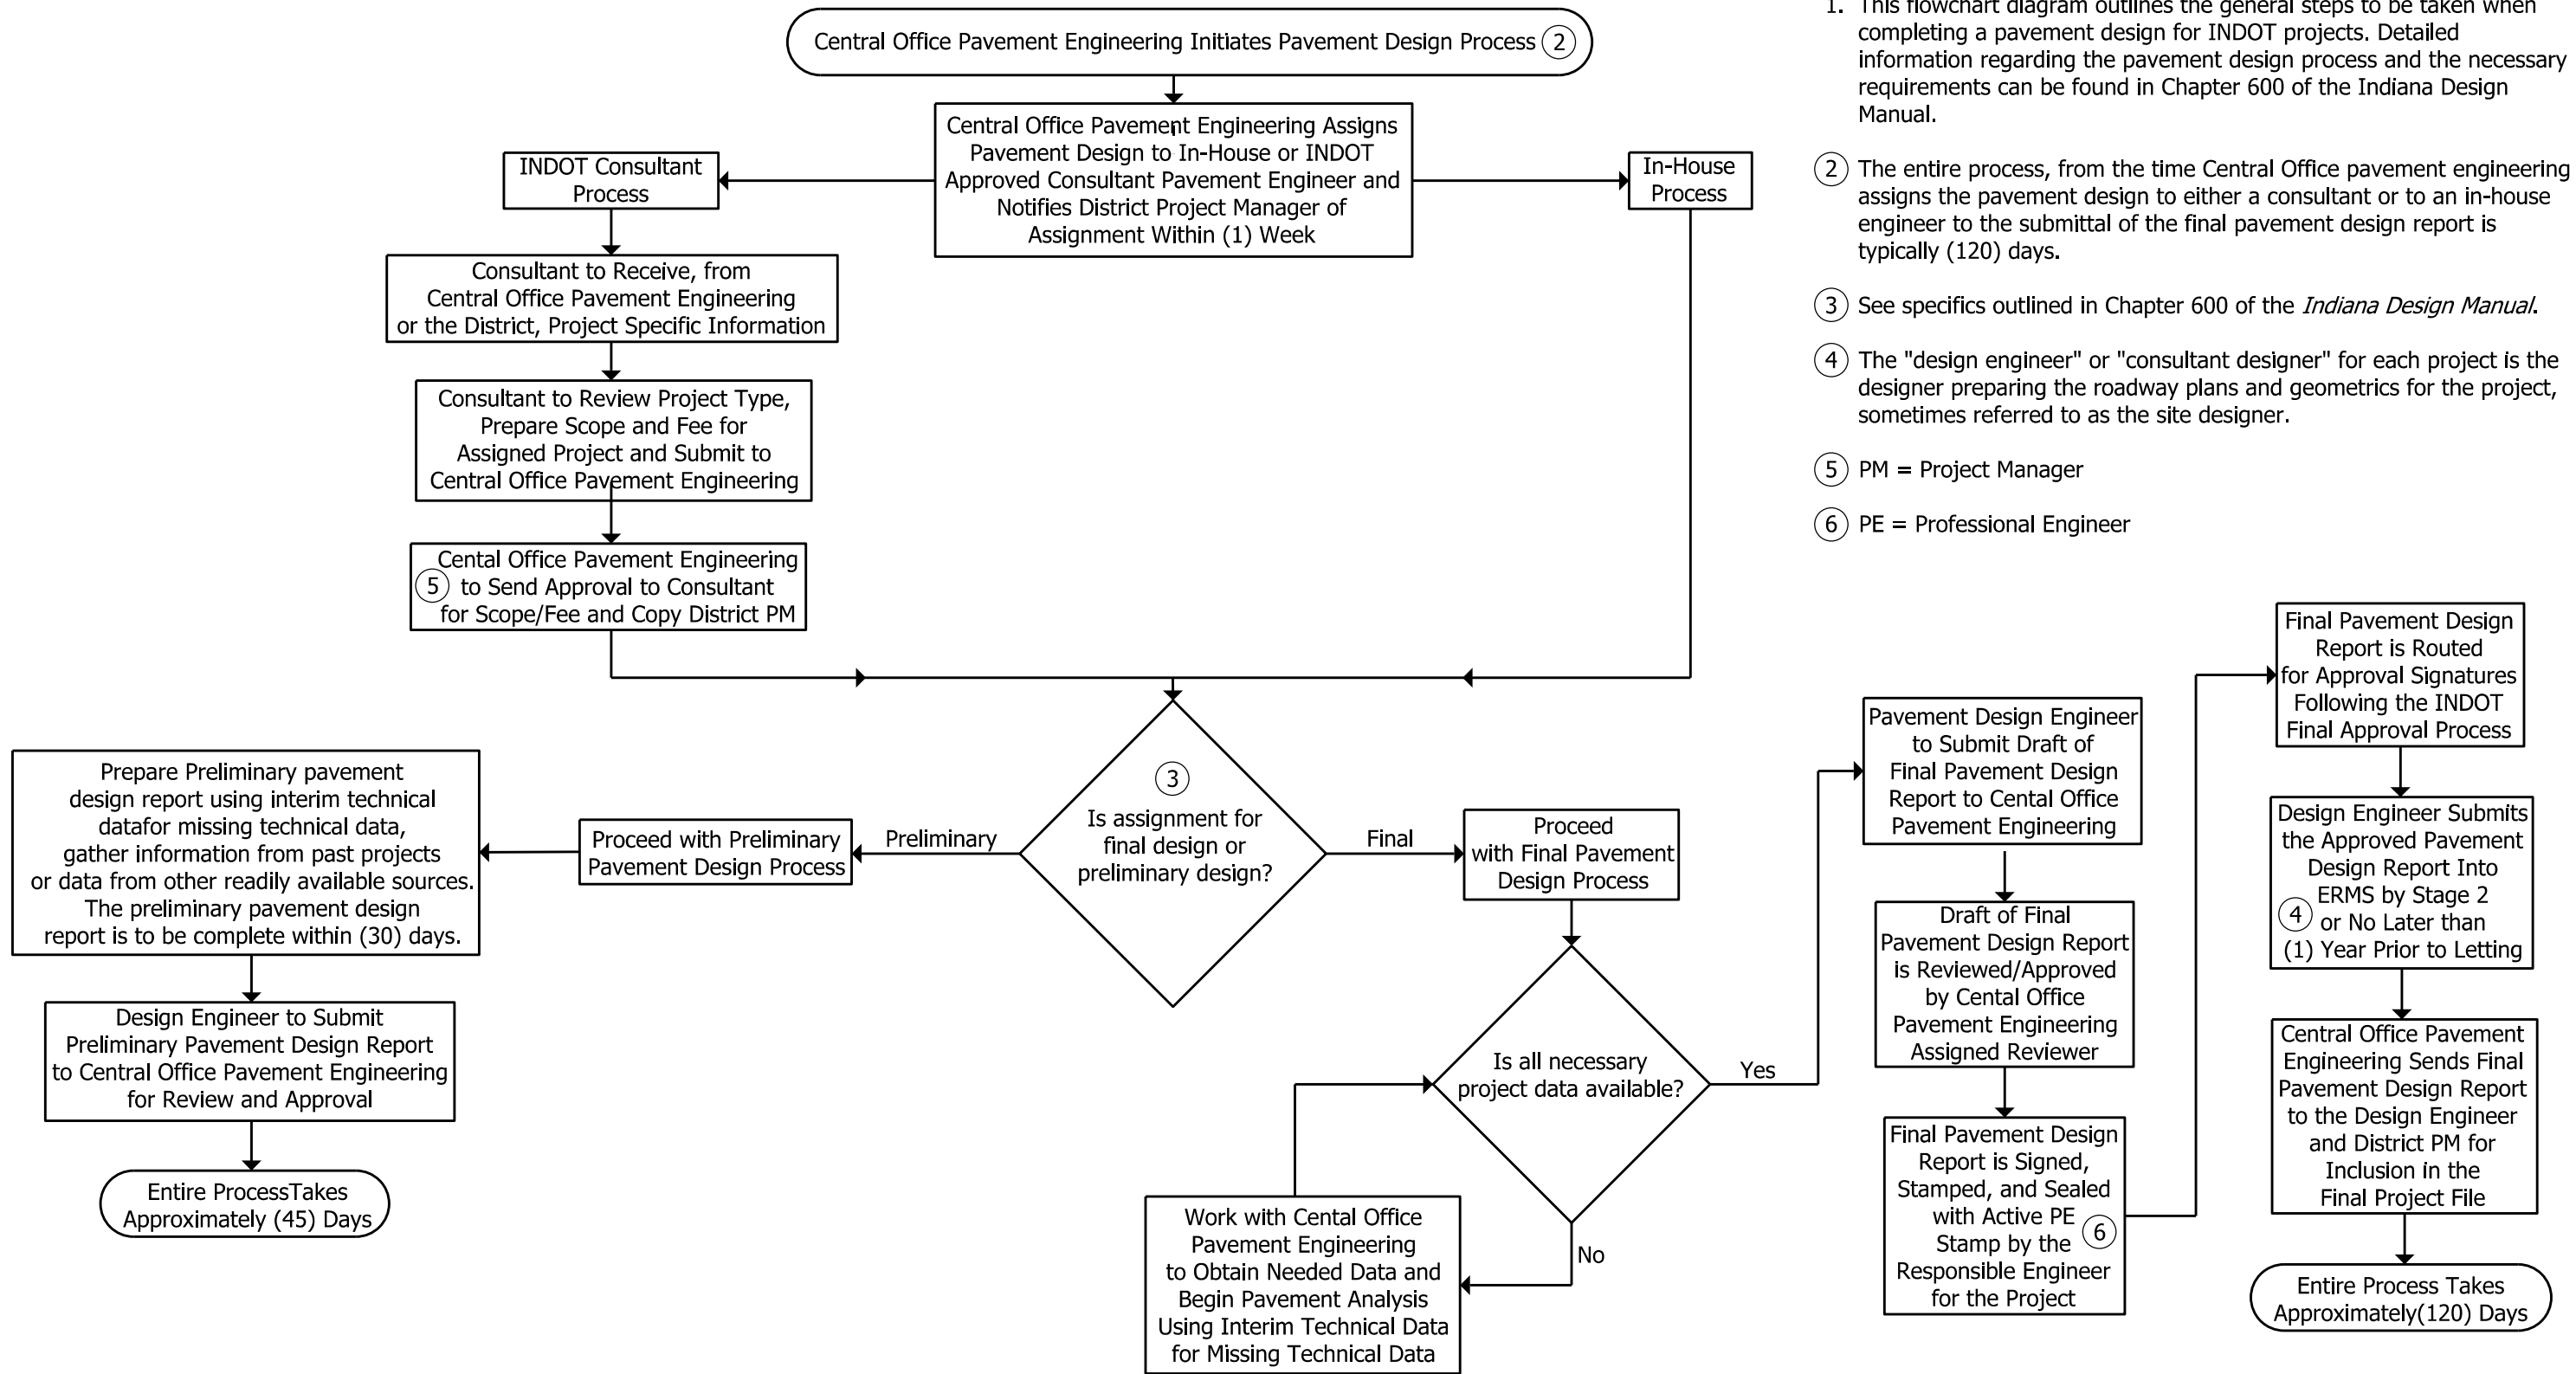 Central Office Pavement Engineering Initiates Pavement Design Process 2
Central Office Pavement Engineering Assigns
Pavement Design to In-House or INDOT
Approved Consultant Pavement Engineer and
Notifies District Project Manager of
Assignment Within (1) Week
INDOT Consultant
Process
In-House
Process
Consultant to Receive, from
Central Office Pavement Engineering
or the District, Project Specific Information
Consultant to Review Project Type,
Prepare Scope and Fee for
Assigned Project and Submit to
Central Office Pavement Engineering
Cental Office Pavement Engineering
5 to Send Approval to Consultant
for Scope/Fee and Copy District PM
3
Is assignment for
final design or
preliminary design?
Preliminary
Final
Proceed with Preliminary
Pavement Design Process
Prepare Preliminary pavement
design report using interim technical
datafor missing technical data,
gather information from past projects
or data from other readily available sources.
The preliminary pavement design
report is to be complete within (30) days.
Design Engineer to Submit
Preliminary Pavement Design Report
to Central Office Pavement Engineering
for Review and Approval
Entire ProcessTakes
Approximately (45) Days
Proceed
with Final Pavement
Design Process
Is all necessary
project data available?
Yes
No
Work with Cental Office
Pavement Engineering
to Obtain Needed Data and
Begin Pavement Analysis
Using Interim Technical Data
for Missing Technical Data
Pavement Design Engineer
to Submit Draft of
Final Pavement Design
Report to Cental Office
Pavement Engineering
Draft of Final
Pavement Design Report
is Reviewed/Approved
by Cental Office
Pavement Engineering
Assigned Reviewer
Final Pavement Design
Report is Signed,
Stamped, and Sealed
with Active PE
Stamp by the 6
Responsible Engineer
for the Project
Final Pavement Design
Report is Routed
for Approval Signatures
Following the INDOT
Final Approval Process
Design Engineer Submits
the Approved Pavement
Design Report Into
ERMS by Stage 2
4 or No Later than
(1) Year Prior to Letting
Central Office Pavement
Engineering Sends Final
Pavement Design Report
to the Design Engineer
and District PM for
Inclusion in the
Final Project File
Entire Process Takes
Approximately(120) Days
1. This flowchart diagram outlines the general steps to be taken when
completing a pavement design for INDOT projects. Detailed
information regarding the pavement design process and the necessary
requirements can be found in Chapter 600 of the Indiana Design
Manual.
2 The entire process, from the time Central Office pavement engineering
assigns the pavement design to either a consultant or to an in-house
engineer to the submittal of the final pavement design report is
typically (120) days.
3 See specifics outlined in Chapter 600 of the Indiana Design Manual.
4 The "design engineer" or "consultant designer" for each project is the
designer preparing the roadway plans and geometrics for the project,
sometimes referred to as the site designer.
5 PM = Project Manager
6 PE = Professional Engineer